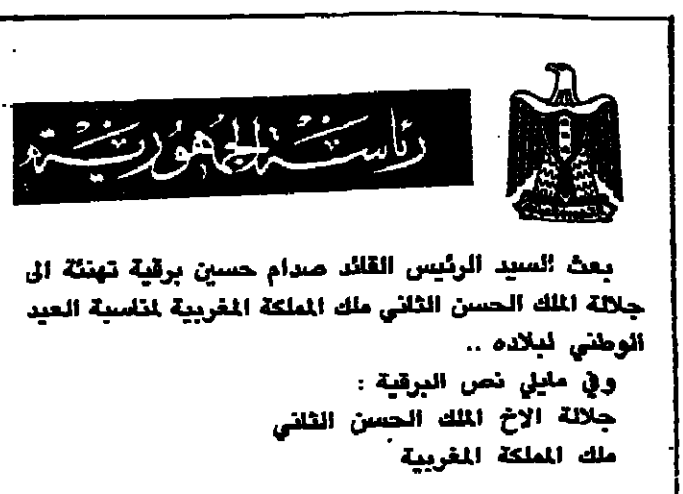 رئاسة الجمهورية
بعث السيد الرئيس القائد صدام حسين برقية تهنئة الى
جلالة الملك الحسن الثاني ملك المملكة المغربية لمناسبة العيد
الوطني لبلاده ..
وفي مايلي نص البرقية :
جلالة الاخ الملك الحسن الثاني
ملك المملكة المغربية